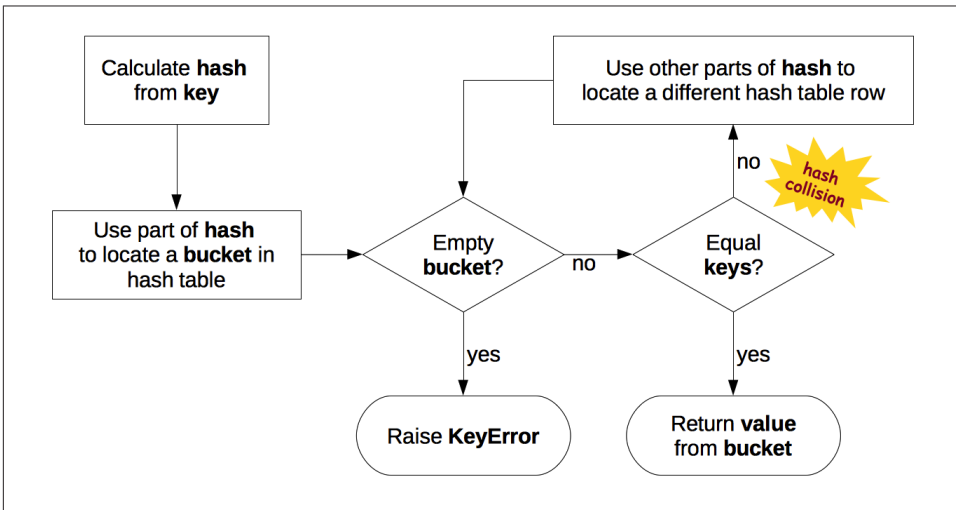 Calculate hash
from key
Use other parts of hash to
locate a different hash table row
no
hash
collision
Use part of hash
to locate a bucket in
hash table
Empty
bucket?
no
Equal
keys?
yes
yes
Raise KeyError
Return value
from bucket